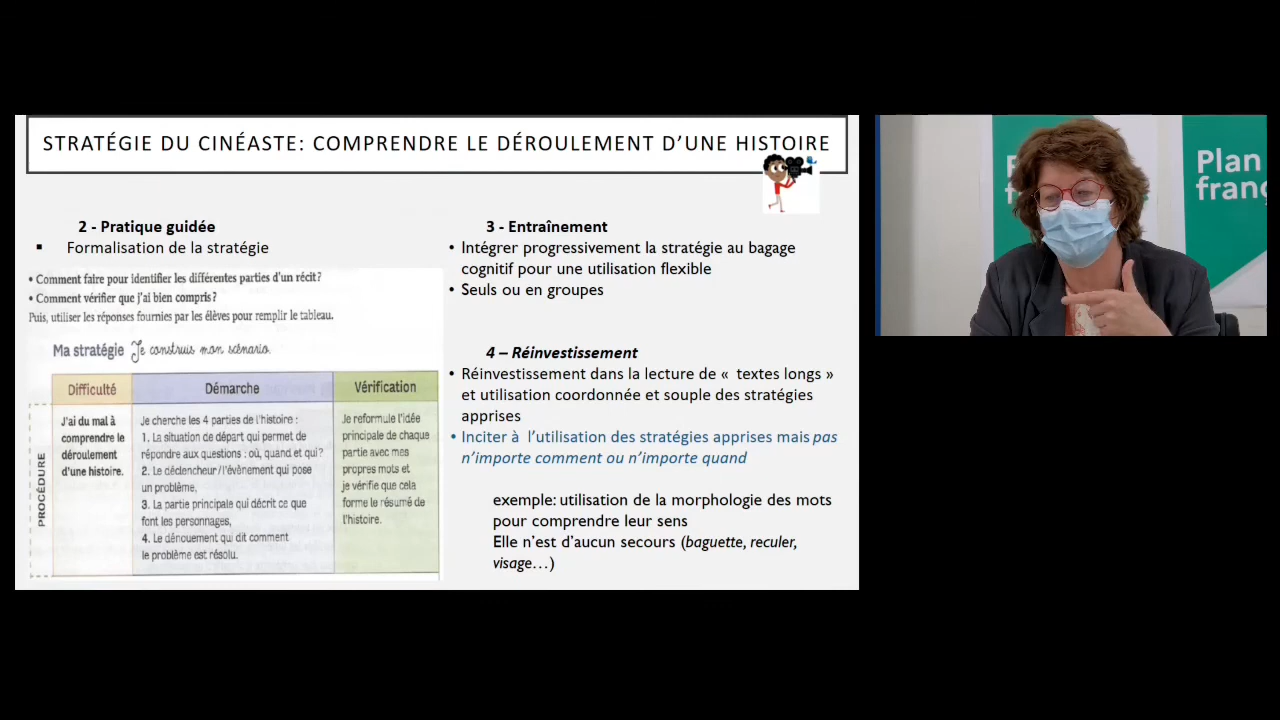 STRATÉGIE DU CINÉASTE: COMPRENDRE LE DÉROULEMENT D'UNE HISTOIRE
2 - Pratique guidée
▪ Formalisation de la stratégie
• Comment faire pour identifier les différentes parties d'un récit?
• Comment vérifier que j'ai bien compris?
Puis, utiliser les réponses fournies par les élèves pour remplir le tableau.
Ma stratégie Je construis mon scénario.
Difficulté
Démarche
Vérification
PROCÉDURE
J'ai du mal à
comprendre le
déroulement
d'une histoire.
Je cherche les 4 parties de l'histoire :
1. La situation de départ qui permet de
répondre aux questions : où, quand et qui?
2. Le déclencheur/l'évènement qui pose
un problème,
3. La partie principale qui décrit ce que
font les personnages,
4. Le dénouement qui dit comment
le problème est résolu.
Je reformule l'idée
principale de chaque
partie avec mes
propres mots et
je vérifie que cela
forme le résumé de
l'histoire.
3 - Entraînement
• Intégrer progressivement la stratégie au bagage
cognitif pour une utilisation flexible
• Seuls ou en groupes
4 – Réinvestissement
• Réinvestissement dans la lecture de « textes longs »
et utilisation coordonnée et souple des stratégies
apprises
• Inciter à l'utilisation des stratégies apprises mais pas
n'importe comment ou n'importe quand
exemple: utilisation de la morphologie des mots
pour comprendre leur sens
Elle n'est d'aucun secours (baguette, reculer,
visage…)
Plan
franç